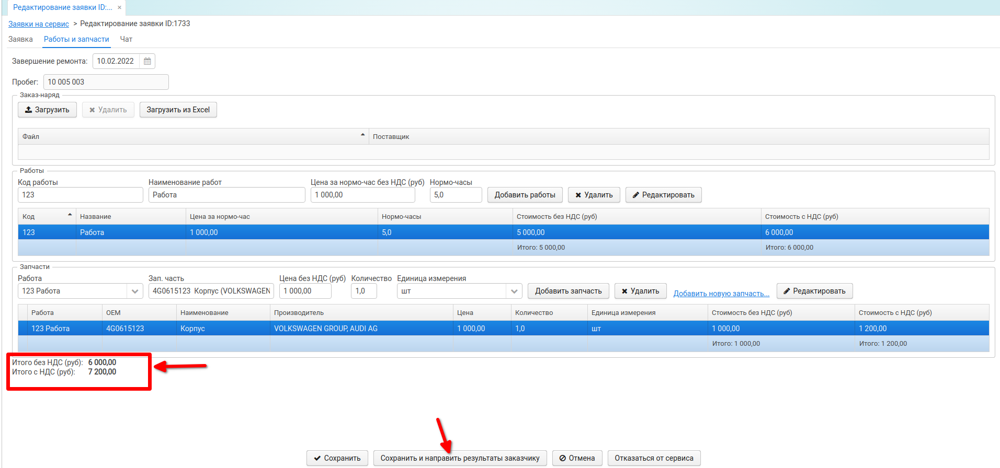 Редактирование заявки ID:... ×
Заявки на сервис > Редактирование заявки ID:1733
Заявка Работы и запчасти Чат
Завершение ремонта: 10.02.2022
Пробег: 10 005 003
Заказ-наряд
Загрузить Удалить Загрузить из Excel
Файл Поставщик
Работы
Код работы Наименование работ Цена за нормо-час без НДС (руб) Нормо-часы
123 Работа 1 000,00 5,0 Добавить работы Удалить Редактировать
Код Название Цена за нормо-час Нормо-часы Стоимость без НДС (руб) Стоимость с НДС (руб)
123 Работа 1 000,00 5,0 5 000,00 6 000,00
Итого: 5 000,00 Итого: 6 000,00
Запчасти
Работа Зап. часть Цена без НДС (руб) Количество Единица измерения
123 Работа 4G0615123 Корпус (VOLKSWAGEN 1 000,00 1,0 шт Добавить запчасть Удалить Добавить новую запчасть... Редактировать
Работа OEM Наименование Производитель Цена Количество Единица измерения Стоимость без НДС (руб) Стоимость с НДС (руб)
123 Работа 4G0615123 Корпус VOLKSWAGEN GROUP, AUDI AG 1 000,00 1,0 шт 1 000,00 1 200,00
Итого: 1 000,00 Итого: 1 200,00
Итого без НДС (руб): 6 000,00
Итого с НДС (руб): 7 200,00
Сохранить Сохранить и направить результаты заказчику Отмена Отказаться от сервиса